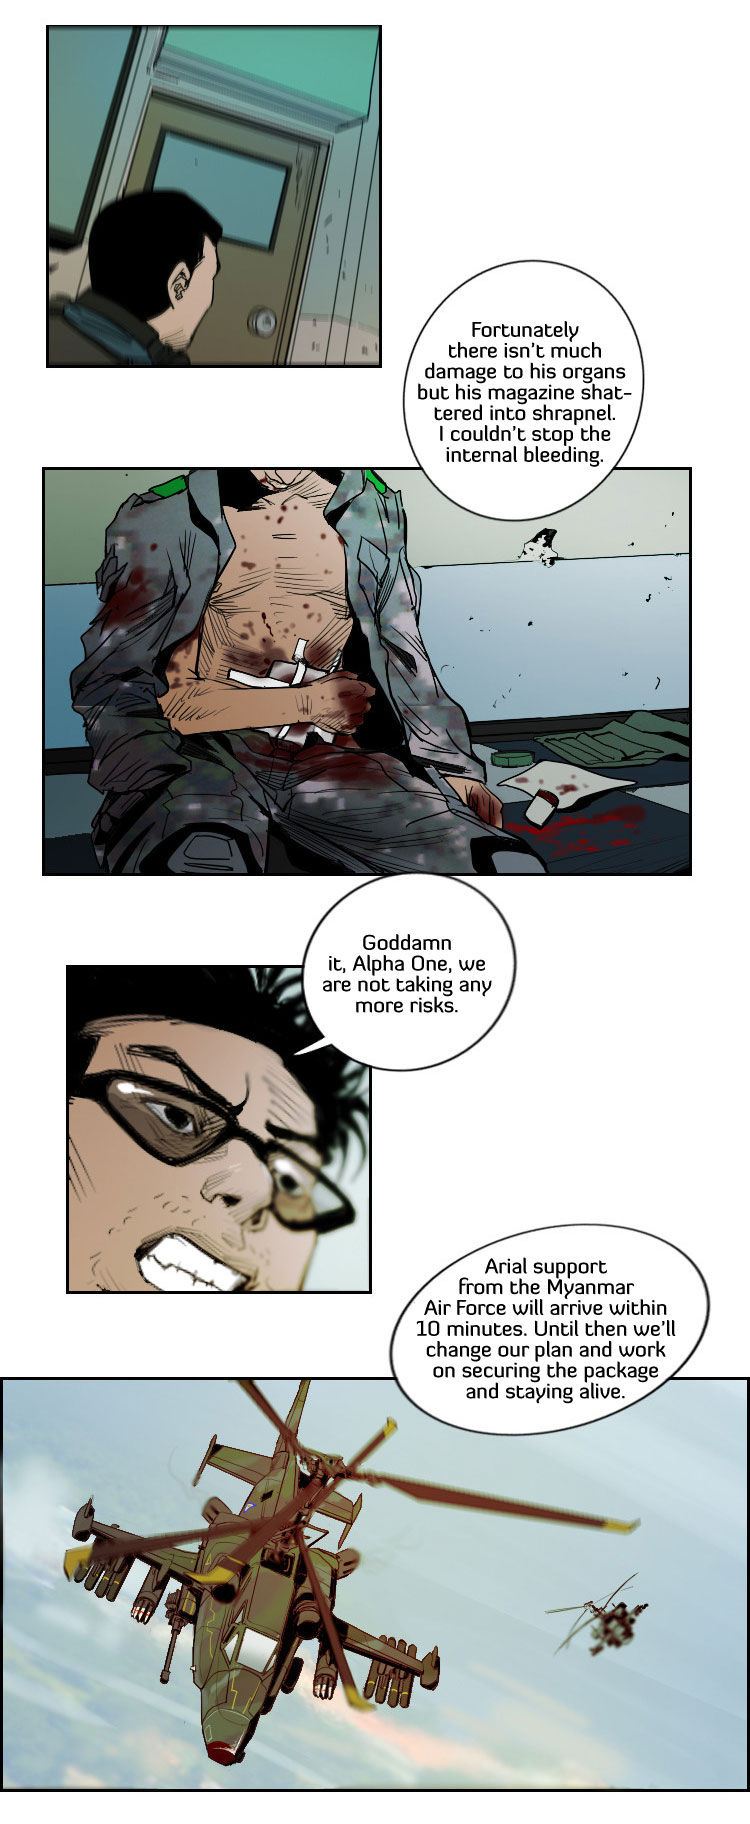 Fortunately
there isn't much
damage to his organs
but his magazine shat-
tered into shrapnel.
I couldn't stop the
internal bleeding.
Goddamn
it, Alpha One, we
are not taking any
more risks.
Arial support
from the Myanmar
Air Force will arrive within
10 minutes. Until then we'll
change our plan and work
on securing the package
and staying alive.